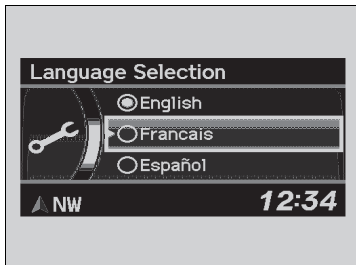 Language Selection
English
Francais
Español
NW
12:34